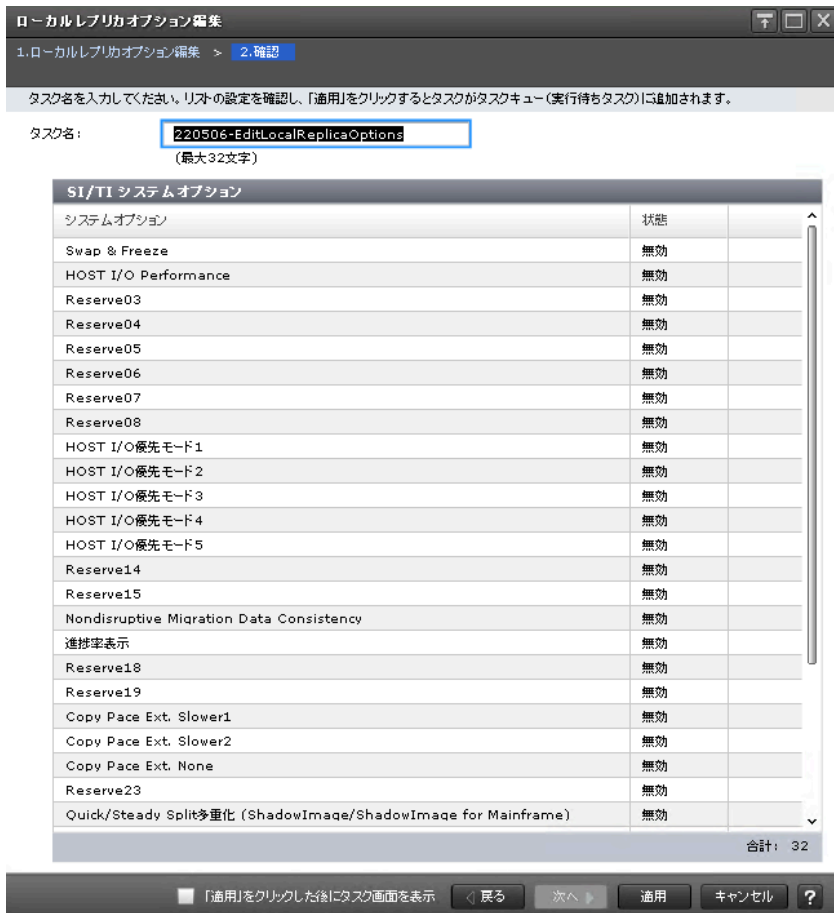 ローカルレプリカオプション編集
1.ローカルレプリカオプション編集 > 2.確認
タスク名を入力してください。リストの設定を確認し、「適用」をクリックするとタスクがタスクキュー(実行待ちタスク)に追加されます。
タスク名: 220506-EditLocalReplicaOptions
(最大32文字)
SI/TI システムオプション
システムオプション 状態
Swap & Freeze 無効
HOST I/O Performance 無効
Reserve03 無効
Reserve04 無効
Reserve05 無効
Reserve06 無効
Reserve07 無効
Reserve08 無効
HOST I/O優先モード1 無効
HOST I/O優先モード2 無効
HOST I/O優先モード3 無効
HOST I/O優先モード4 無効
HOST I/O優先モード5 無効
Reserve14 無効
Reserve15 無効
Nondisruptive Migration Data Consistency 無効
進捗率表示 無効
Reserve18 無効
Reserve19 無効
Copy Pace Ext. Slower1 無効
Copy Pace Ext. Slower2 無効
Copy Pace Ext. None 無効
Reserve23 無効
Quick/Steady Split多重化 (ShadowImage/ShadowImage for Mainframe) 無効
合計: 32
「適用」をクリックした後にタスク画面を表示 戻る 次へ 適用 キャンセル ?